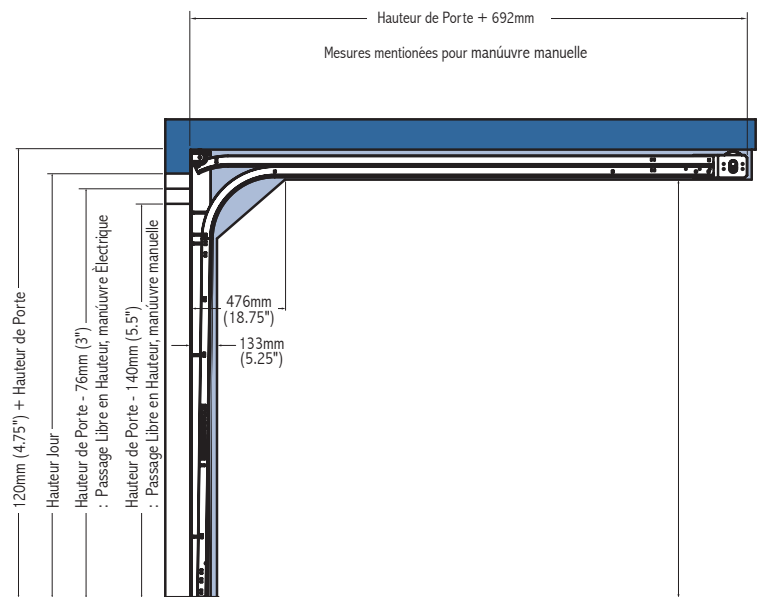 Hauteur de Porte + 692mm
Mesures mentionées pour manúuvre manuelle
120mm (4.75") + Hauteur de Porte
Hauteur Jour
Hauteur de Porte - 76mm (3")
: Passage Libre en Hauteur, manúuvre Èlectrique
Hauteur de Porte - 140mm (5.5")
: Passage Libre en Hauteur, manúuvre manuelle
476mm
(18.75")
133mm
(5.25")